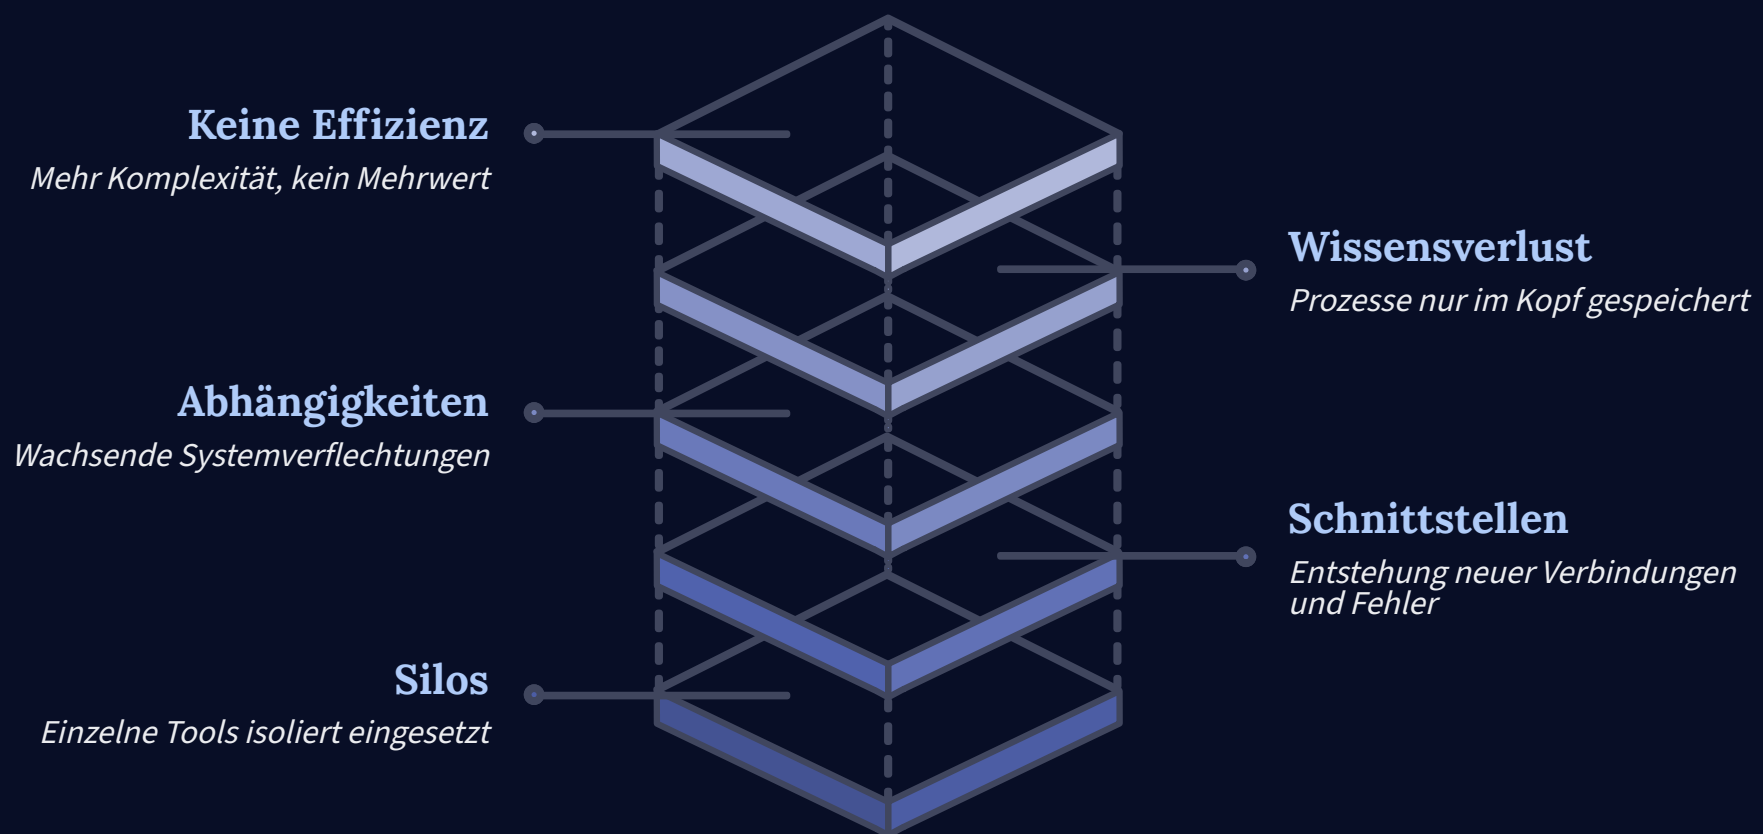 Keine Effizienz
Mehr Komplexität, kein Mehrwert
Wissensverlust
Prozesse nur im Kopf gespeichert
Abhängigkeiten
Wachsende Systemverflechtungen
Schnittstellen
Entstehung neuer Verbindungen
und Fehler
Silos
Einzelne Tools isoliert eingesetzt